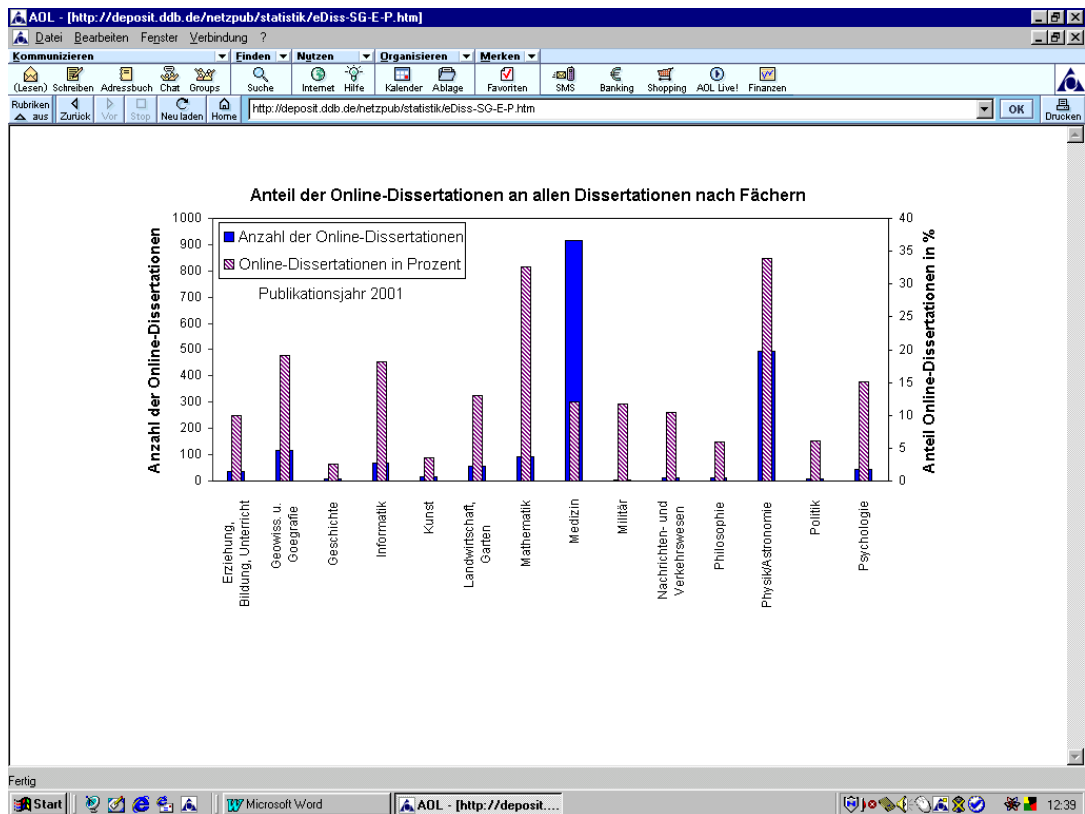 AOL - [http://deposit.ddb.de/netzpub/statistik/eDiss-SG-E-P.htm]
Datei Bearbeiten Fenster Verbindung ?
Kommunizieren Finden Nutzen Organisieren Merken
(Lesen) Schreiben Adressbuch Chat Groups Suche Internet Hilfe Kalender Ablage Favoriten SMS Banking Shopping AOL Live! Finanzen
Rubriken aus Zurück Vor Stop Neu laden Home http://deposit.ddb.de/netzpub/statistik/eDiss-SG-E-P.htm OK Drucken
Anteil der Online-Dissertationen an allen Dissertationen nach Fächern
Anzahl der Online-Dissertationen
1000
900
800
700
600
500
400
300
200
100
0
Anzahl der Online-Dissertationen
Online-Dissertationen in Prozent
Publikationsjahr 2001
40
35
30
25
20
15
10
5
0
Anteil Online-Dissertationen in %
Erziehung,
Bildung, Unterricht
Geowiss. u.
Goegrafie
Geschichte
Informatik
Kunst
Landwirtschaft,
Garten
Mathematik
Medizin
Militär
Nachrichten- und
Verkehrswesen
Philosophie
Physik/Astronomie
Politik
Psychologie
Fertig
Start Microsoft Word AOL - [http://deposit.... 12:39